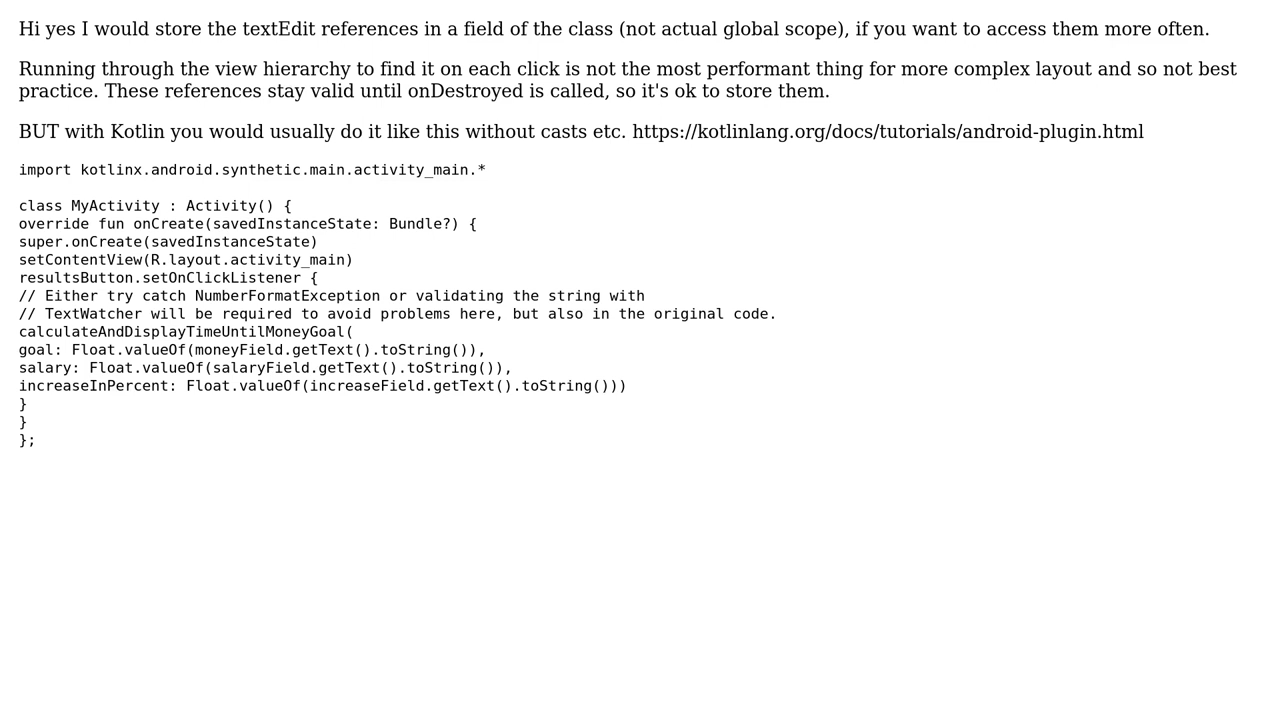 Hi yes I would store the textEdit references in a field of the class (not actual global scope), if you want to access them more often.
Running through the view hierarchy to find it on each click is not the most performant thing for more complex layout and so not best
practice. These references stay valid until onDestroyed is called, so it's ok to store them.
BUT with Kotlin you would usually do it like this without casts etc. https://kotlinlang.org/docs/tutorials/android-plugin.html
import kotlinx.android.synthetic.main.activity_main.*
class MyActivity : Activity() {
override fun onCreate(savedInstanceState: Bundle?) {
super.onCreate(savedInstanceState)
setContentView(R.layout.activity_main)
resultsButton.setOnClickListener {
// Either try catch NumberFormatException or validating the string with
// TextWatcher will be required to avoid problems here, but also in the original code.
calculateAndDisplayTimeUntilMoneyGoal(
goal: Float.valueOf(moneyField.getText().toString()),
salary: Float.valueOf(salaryField.getText().toString()),
increaseInPercent: Float.valueOf(increaseField.getText().toString()))
}
}
};